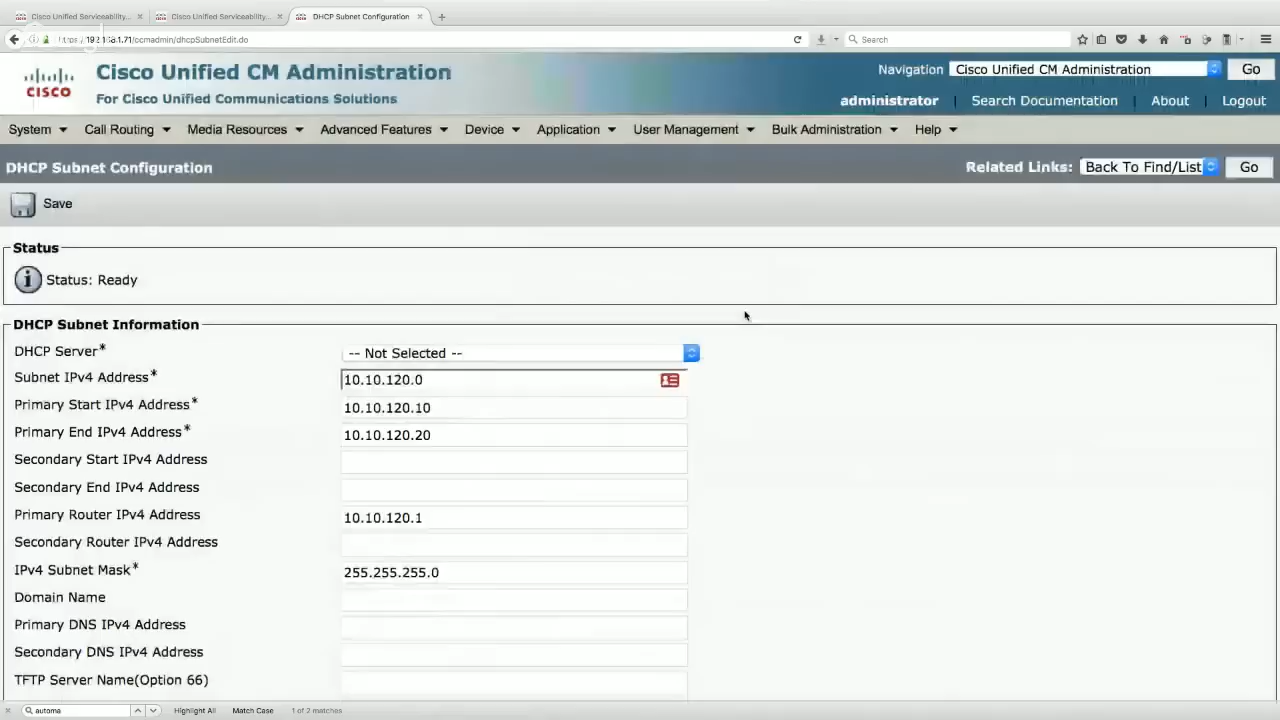 Cisco Unified Serviceability... × Cisco Unified Serviceability... × DHCP Subnet Configuration × +
1.71/ccmadmin/dhcpSubnetEdit.do Search
Cisco Unified CM Administration Navigation Cisco Unified CM Administration Go
CISCO For Cisco Unified Communications Solutions administrator | Search Documentation | About | Logout
System Call Routing Media Resources Advanced Features Device Application User Management Bulk Administration Help
DHCP Subnet Configuration Related Links: Back To Find/List Go
Save
Status
Status: Ready
DHCP Subnet Information
DHCP Server* -- Not Selected --
Subnet IPv4 Address* 10.10.120.0
Primary Start IPv4 Address* 10.10.120.10
Primary End IPv4 Address* 10.10.120.20
Secondary Start IPv4 Address
Secondary End IPv4 Address
Primary Router IPv4 Address 10.10.120.1
Secondary Router IPv4 Address
IPv4 Subnet Mask* 255.255.255.0
Domain Name
Primary DNS IPv4 Address
Secondary DNS IPv4 Address
TFTP Server Name(Option 66)
× automa Highlight All Match Case 1 of 2 matches